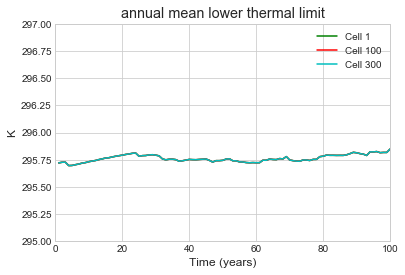 annual mean lower thermal limit
297.00
296.75
296.50
296.25
296.00
295.75
295.50
295.25
295.00
K
Cell 1
Cell 100
Cell 300
0 20 40 60 80 100
Time (years)